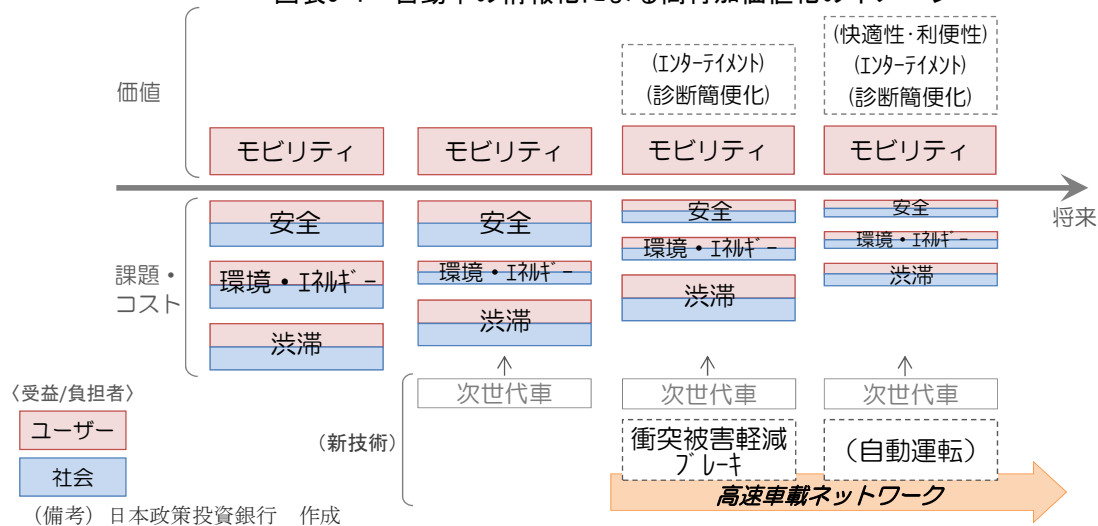 (快適性・利便性)
(ｴﾝﾀｰﾃｲﾒﾝﾄ)
(ｴﾝﾀｰﾃｲﾒﾝﾄ)
(診断簡便化)
(診断簡便化)
価値
モビリティ
モビリティ
モビリティ
モビリティ
将来
課題・
コスト
安全
安全
安全
安全
環境・ｴﾈﾙｷﾞｰ
環境・ｴﾈﾙｷﾞｰ
環境・ｴﾈﾙｷﾞｰ
環境・ｴﾈﾙｷﾞｰ
渋滞
渋滞
渋滞
渋滞
〈受益/負担者〉
ユーザー
社会
(新技術)
次世代車
次世代車
次世代車
衝突被害軽減
ﾌﾞﾚｰｷ
（自動運転）
高速車載ネットワーク
（備考）日本政策投資銀行　作成